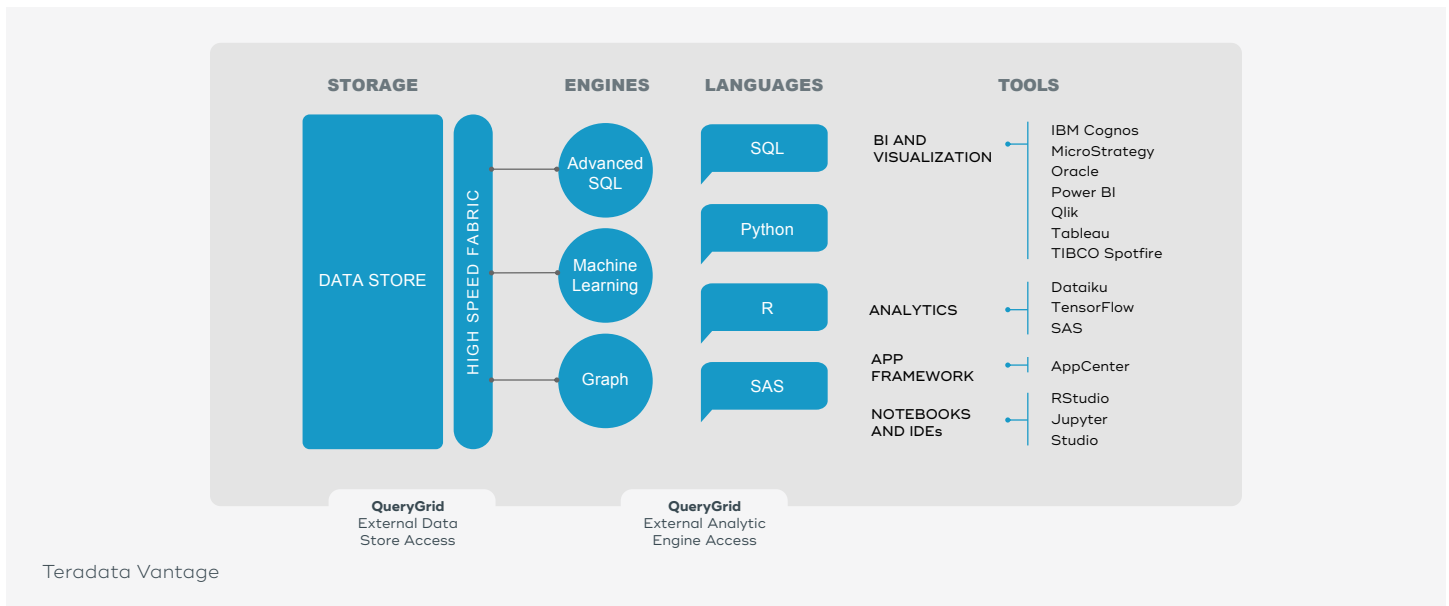 STORAGE
ENGINES
LANGUAGES
TOOLS
DATA STORE
HIGH SPEED FABRIC
Advanced
SQL
Machine
Learning
Graph
SQL
Python
R
SAS
BI AND
VISUALIZATION
IBM Cognos
MicroStrategy
Oracle
Power BI
Qlik
Tableau
TIBCO Spotfire
ANALYTICS
Dataiku
TensorFlow
SAS
APP
FRAMEWORK
AppCenter
NOTEBOOKS
AND IDEs
RStudio
Jupyter
Studio
QueryGrid
External Data
Store Access
QueryGrid
External Analytic
Engine Access
Teradata Vantage